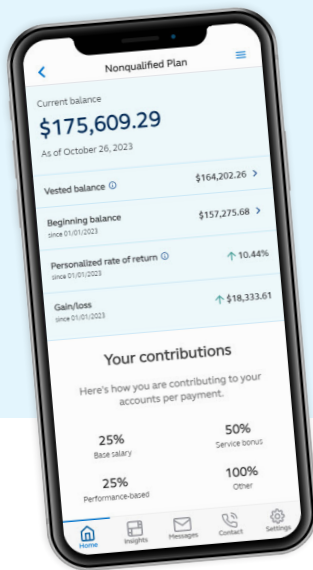 Nonqualified Plan
Current balance
$175,609.29
As of October 26, 2023
Vested balance
$164,202.26
Beginning balance
since 01/01/2023
$157,275.68
Personalized rate of return
since 01/01/2023
10.44%
Gain/loss
since 01/01/2023
$18,333.61
Your contributions
Here's how you are contributing to your
accounts per payment.
25%
Base salary
50%
Service bonus
25%
Performance-based
100%
Other
Home
Insights
Messages
Contact
Settings